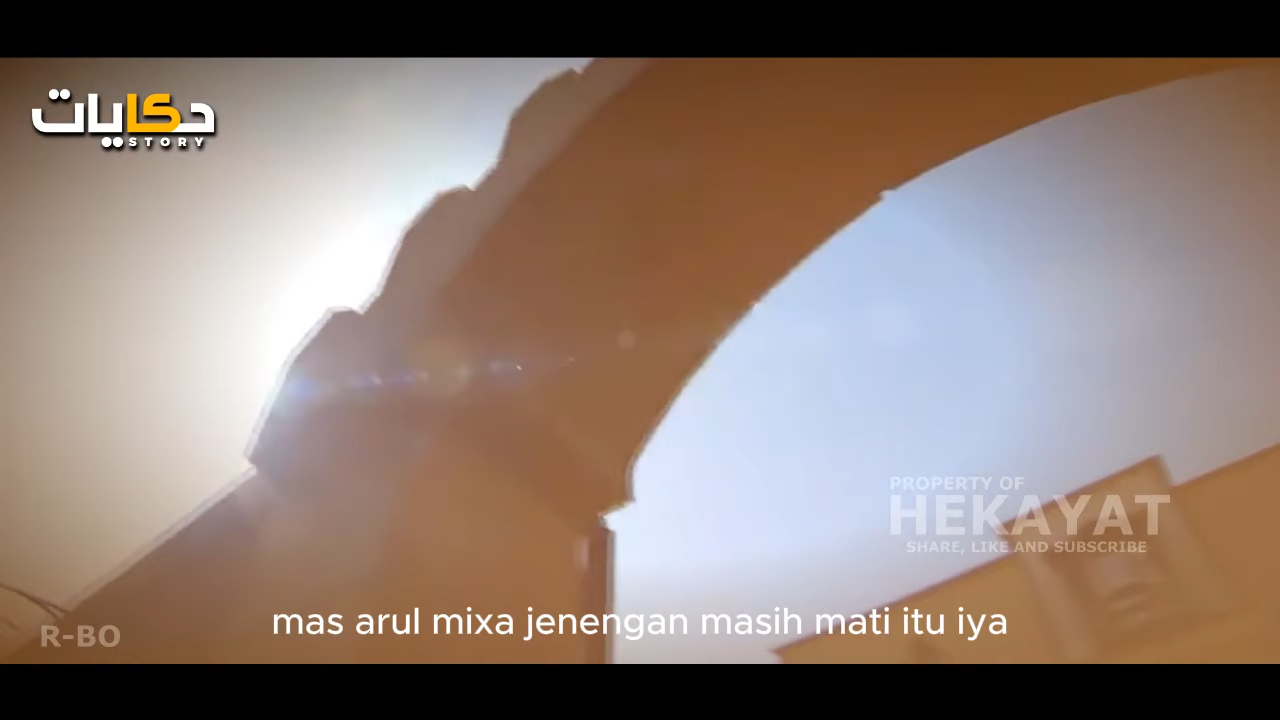 حكايات
STORY
PROPERTY OF
HEKAYAT
SHARE, LIKE AND SUBSCRIBE
mas arul mixa jenengan masih mati itu iya
R-BO